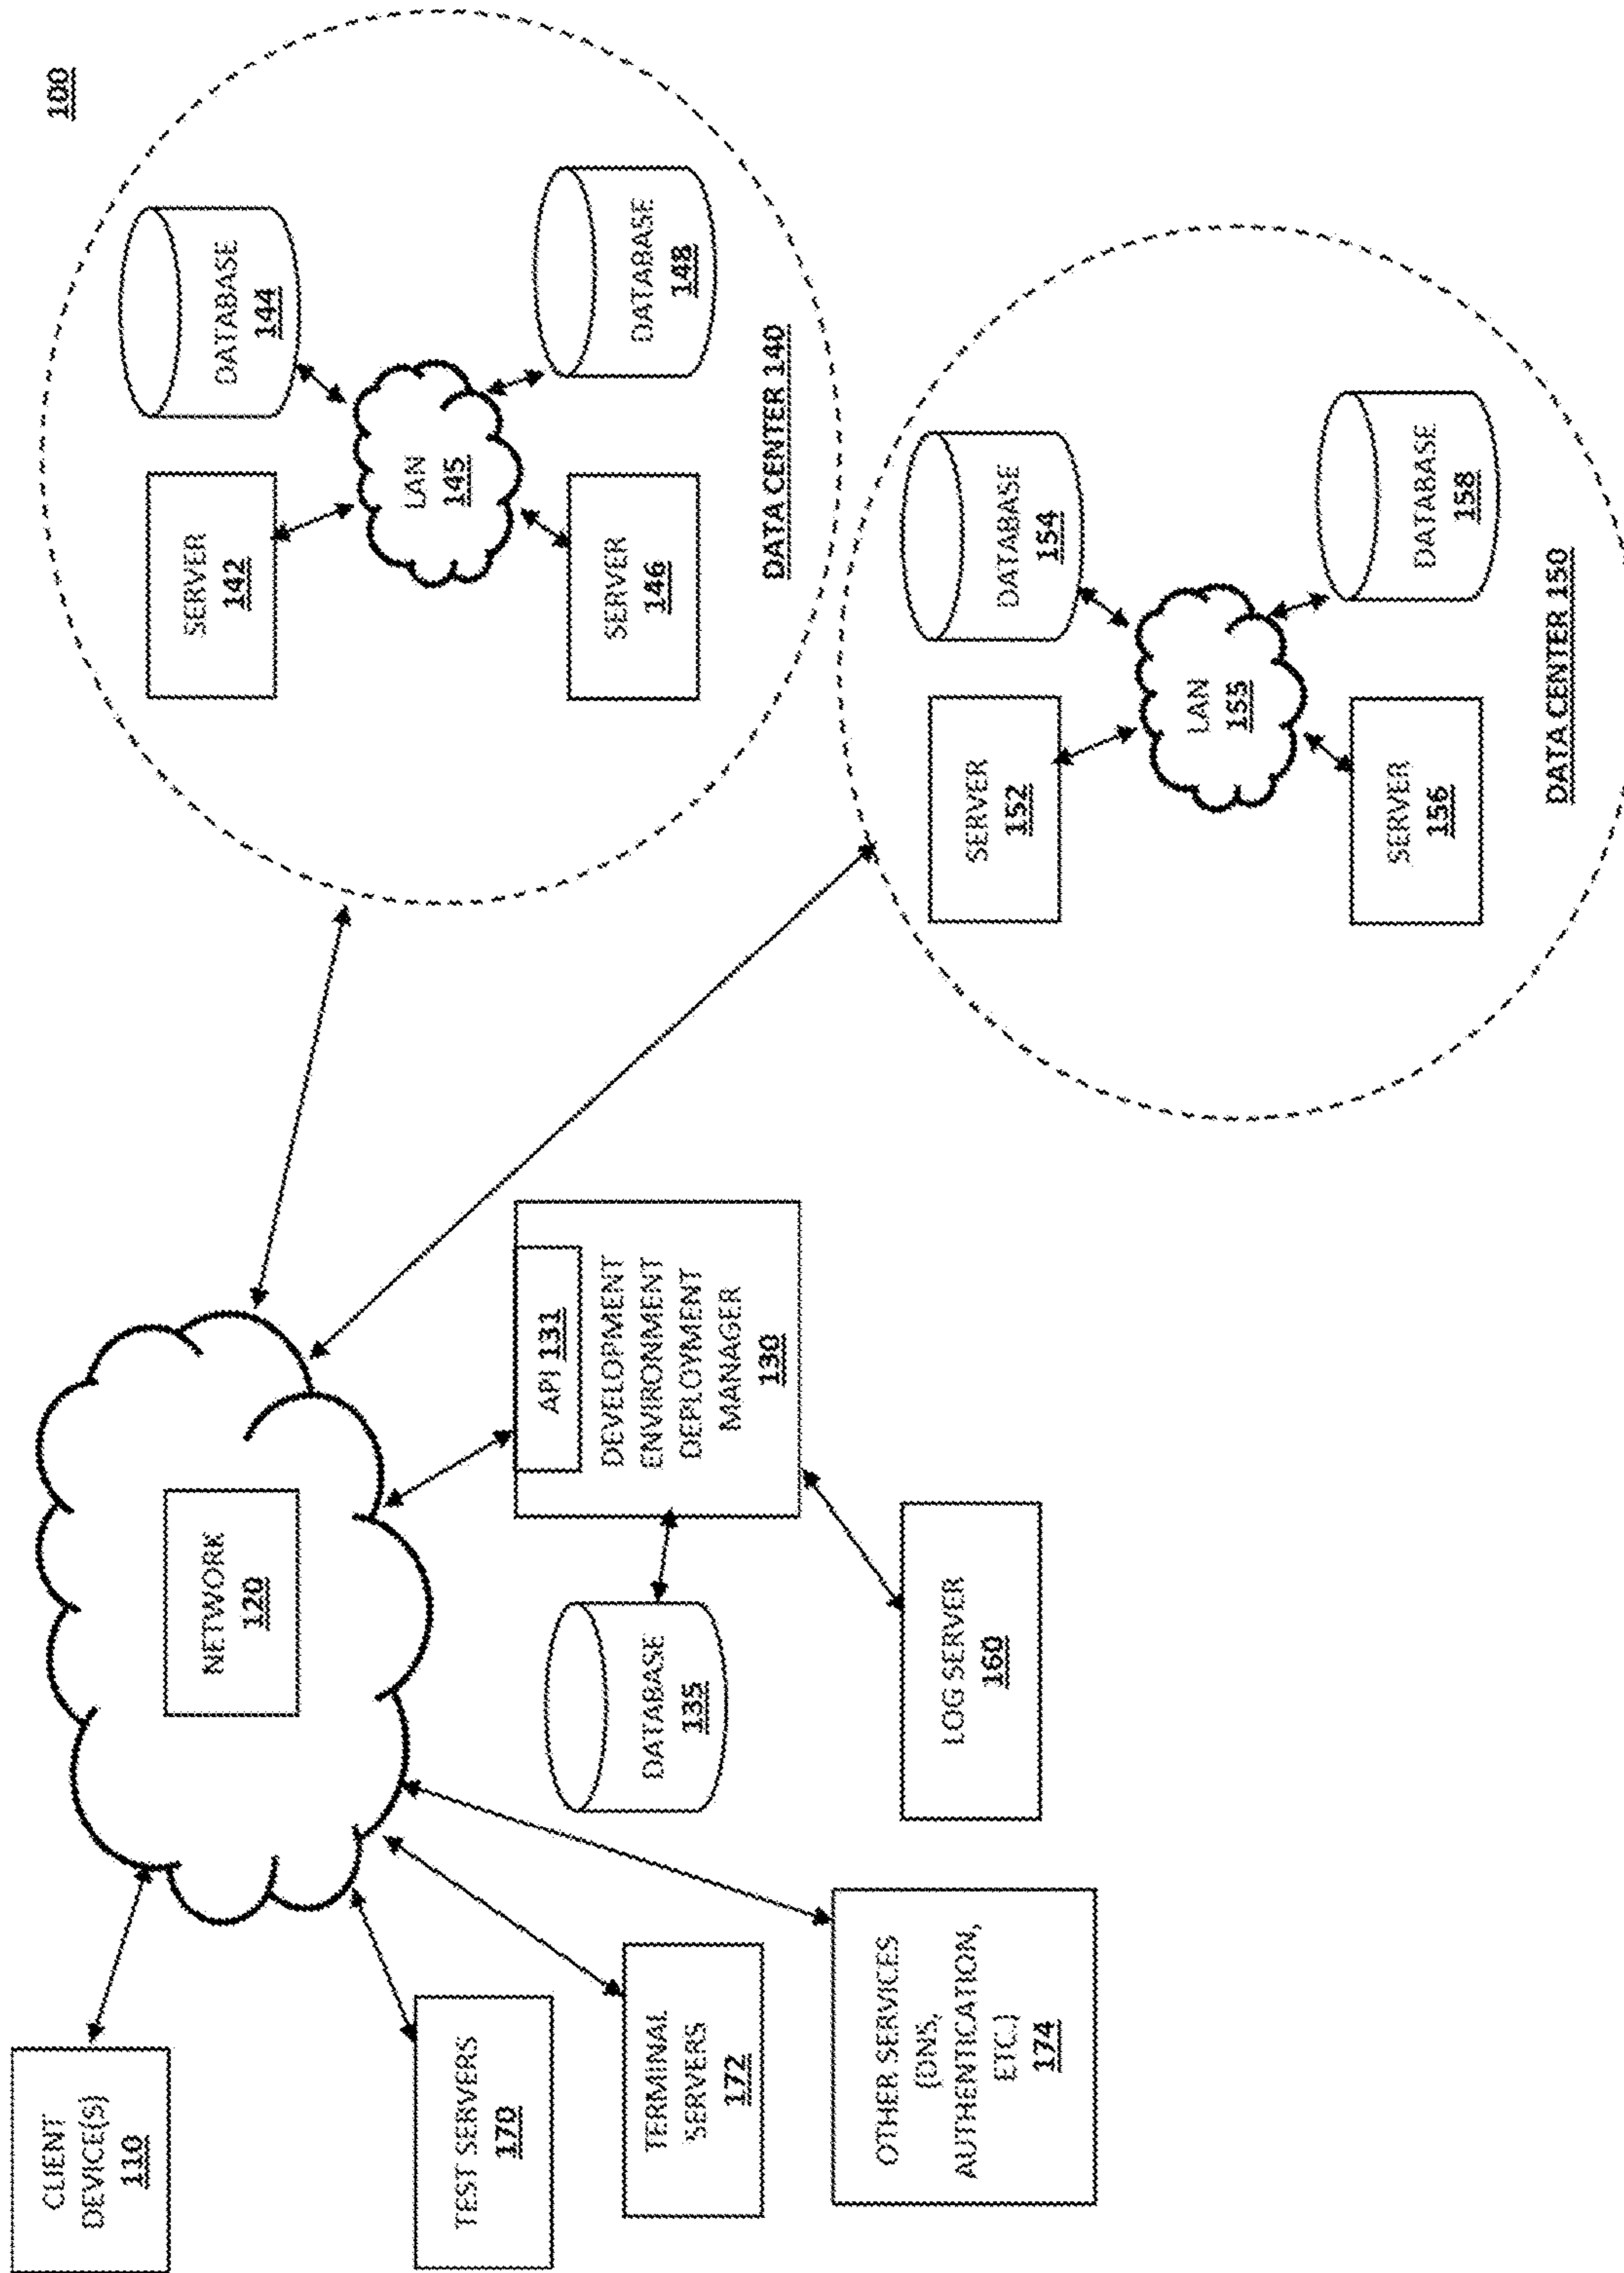 100
CLIENT
DEVICE(S)
110
NETWORK
120
TEST SERVERS
170
TERMINAL
SERVERS
172
OTHER SERVICES
(DNS,
AUTHENTICATION,
ETC.)
174
DATABASE
135
API 131
DEVELOPMENT
ENVIRONMENT
DEPLOYMENT
MANAGER
130
LOG SERVER
160
SERVER
142
DATABASE
144
LAN
145
SERVER
146
DATABASE
148
DATA CENTER 140
SERVER
152
DATABASE
154
LAN
155
SERVER
156
DATABASE
158
DATA CENTER 150